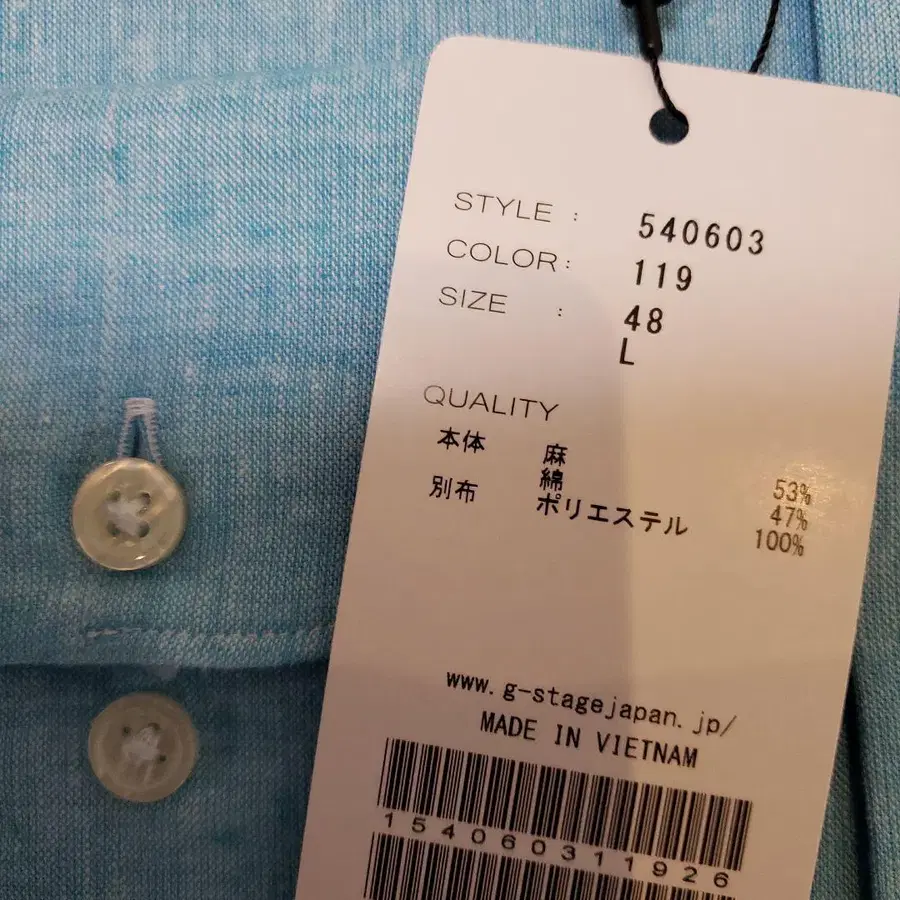 STYLE : 540603
COLOR: 119
SIZE : 48
L
QUALITY
本体 麻 53%
綿 47%
別布 ポリエステル 100%
www.g-stagejapan.jp/
MADE IN VIETNAM
154060311926